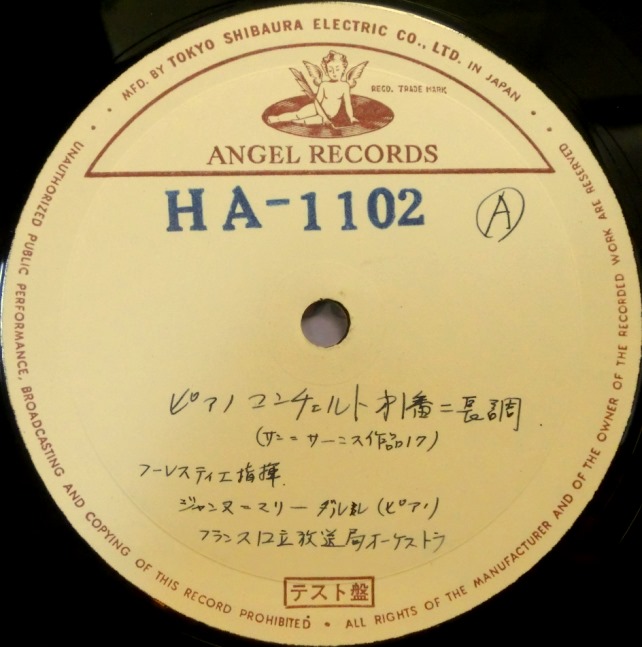 MFD. BY TOKYO SHIBAURA ELECTRIC CO., LTD. IN JAPAN
REGD. TRADE MARK
ANGEL RECORDS
HA-1102
A
ピアノ コンチェルト 才1番 ニ長調
(サン=サーンス作品17)
フーレスティエ指揮
ジャンヌ=マリー ダルレ (ピアノ)
フランス国立放送局オーケストラ
テスト盤
UNAUTHORIZED PUBLIC PERFORMANCE, BROADCASTING AND COPYING OF THIS RECORD PROHIBITED • ALL RIGHTS OF THE MANUFACTURER AND OF THE OWNER OF THE RECORDED WORK ARE RESERVED